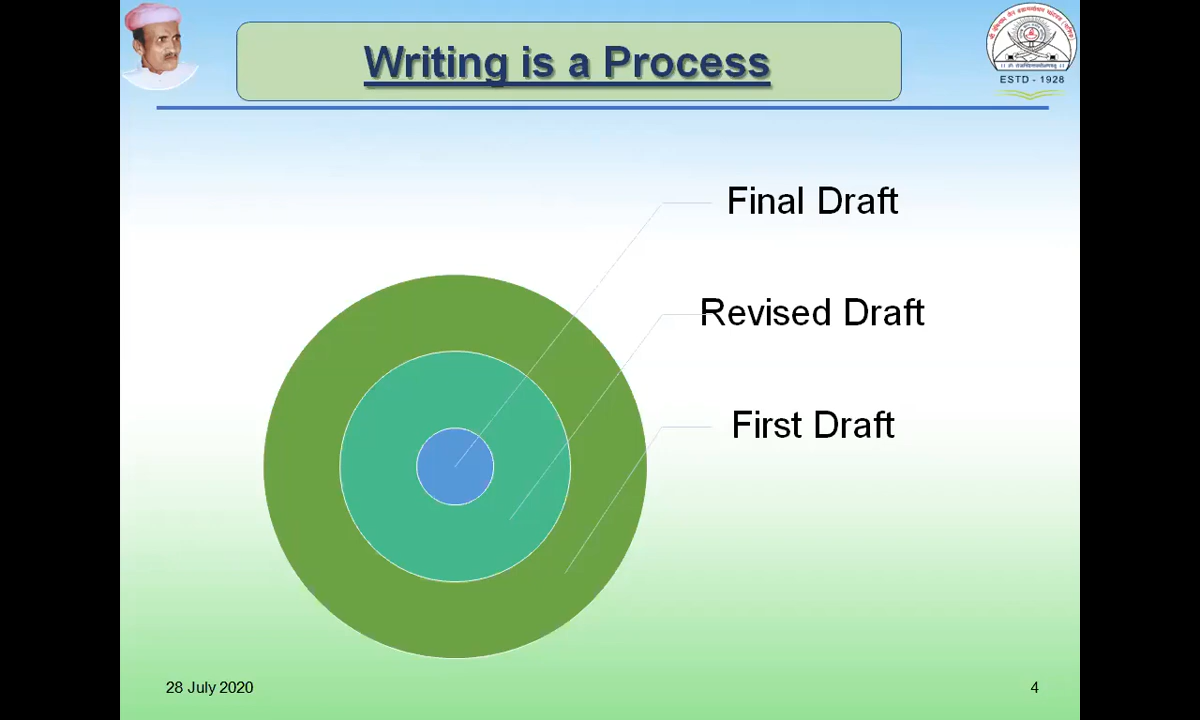 Writing is a Process
ESTD - 1928
Final Draft
Revised Draft
First Draft
28 July 2020
4